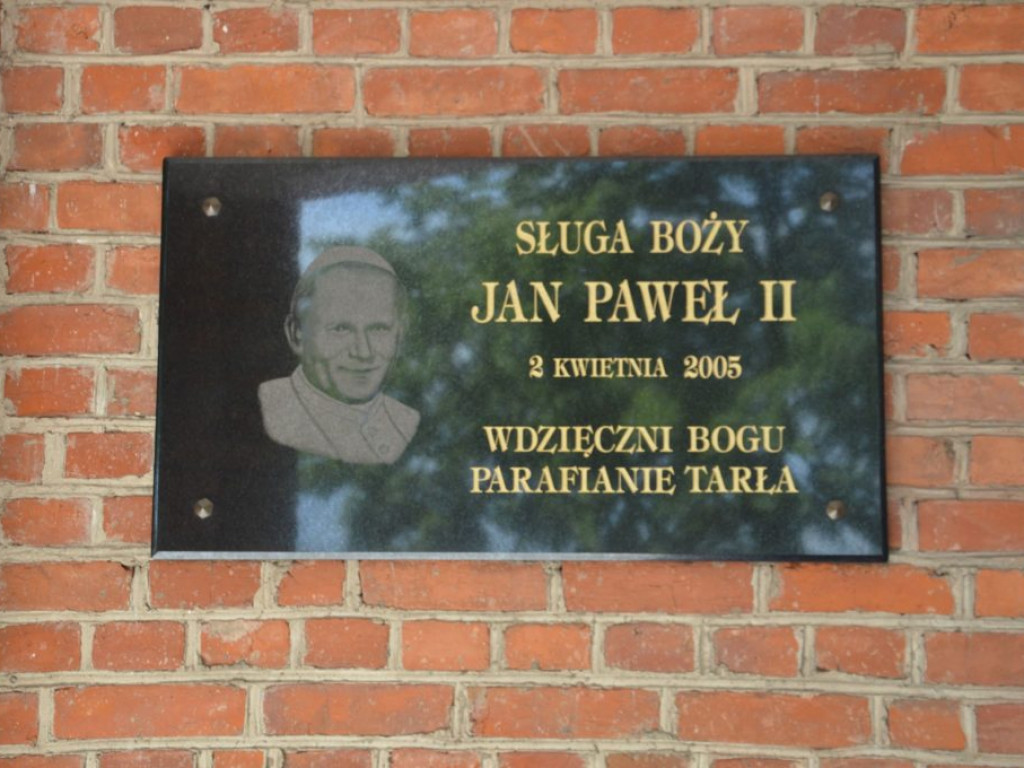 SŁUGA BOŻY
JAN PAWEŁ II
2 KWIETNIA 2005
WDZIĘCZNI BOGU
PARAFIANIE TARŁA